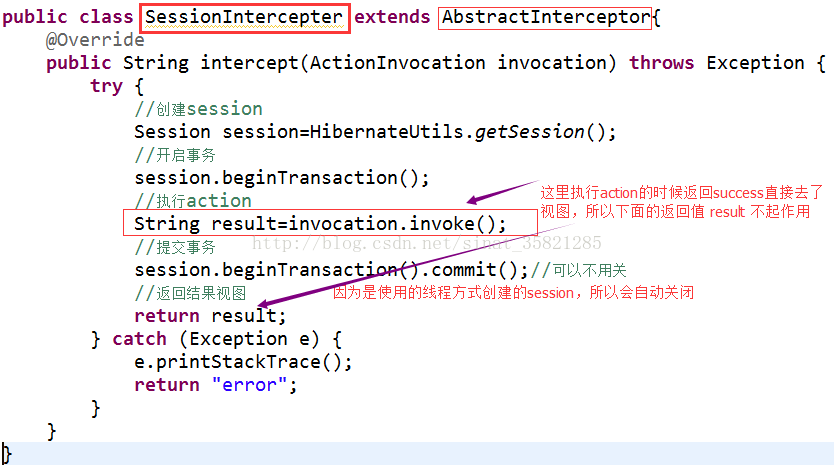 public class SessionIntercepter extends AbstractInterceptor{
@Override
public String intercept(ActionInvocation invocation) throws Exception {
try {
//创建session
Session session=HibernateUtils.getSession();
//开启事务
session.beginTransaction();
//执行action
这里执行action的时候返回success直接去了
视图，所以下面的返回值 result 不起作用
String result=invocation.invoke();
//提交事务
http://blog.csdn.net/sinat_35821285
session.beginTransaction().commit();//可以不用关
//返回结果视图
因为是使用的线程方式创建的session，所以会自动关闭
return result;
} catch (Exception e) {
e.printStackTrace();
return "error";
}
}
}